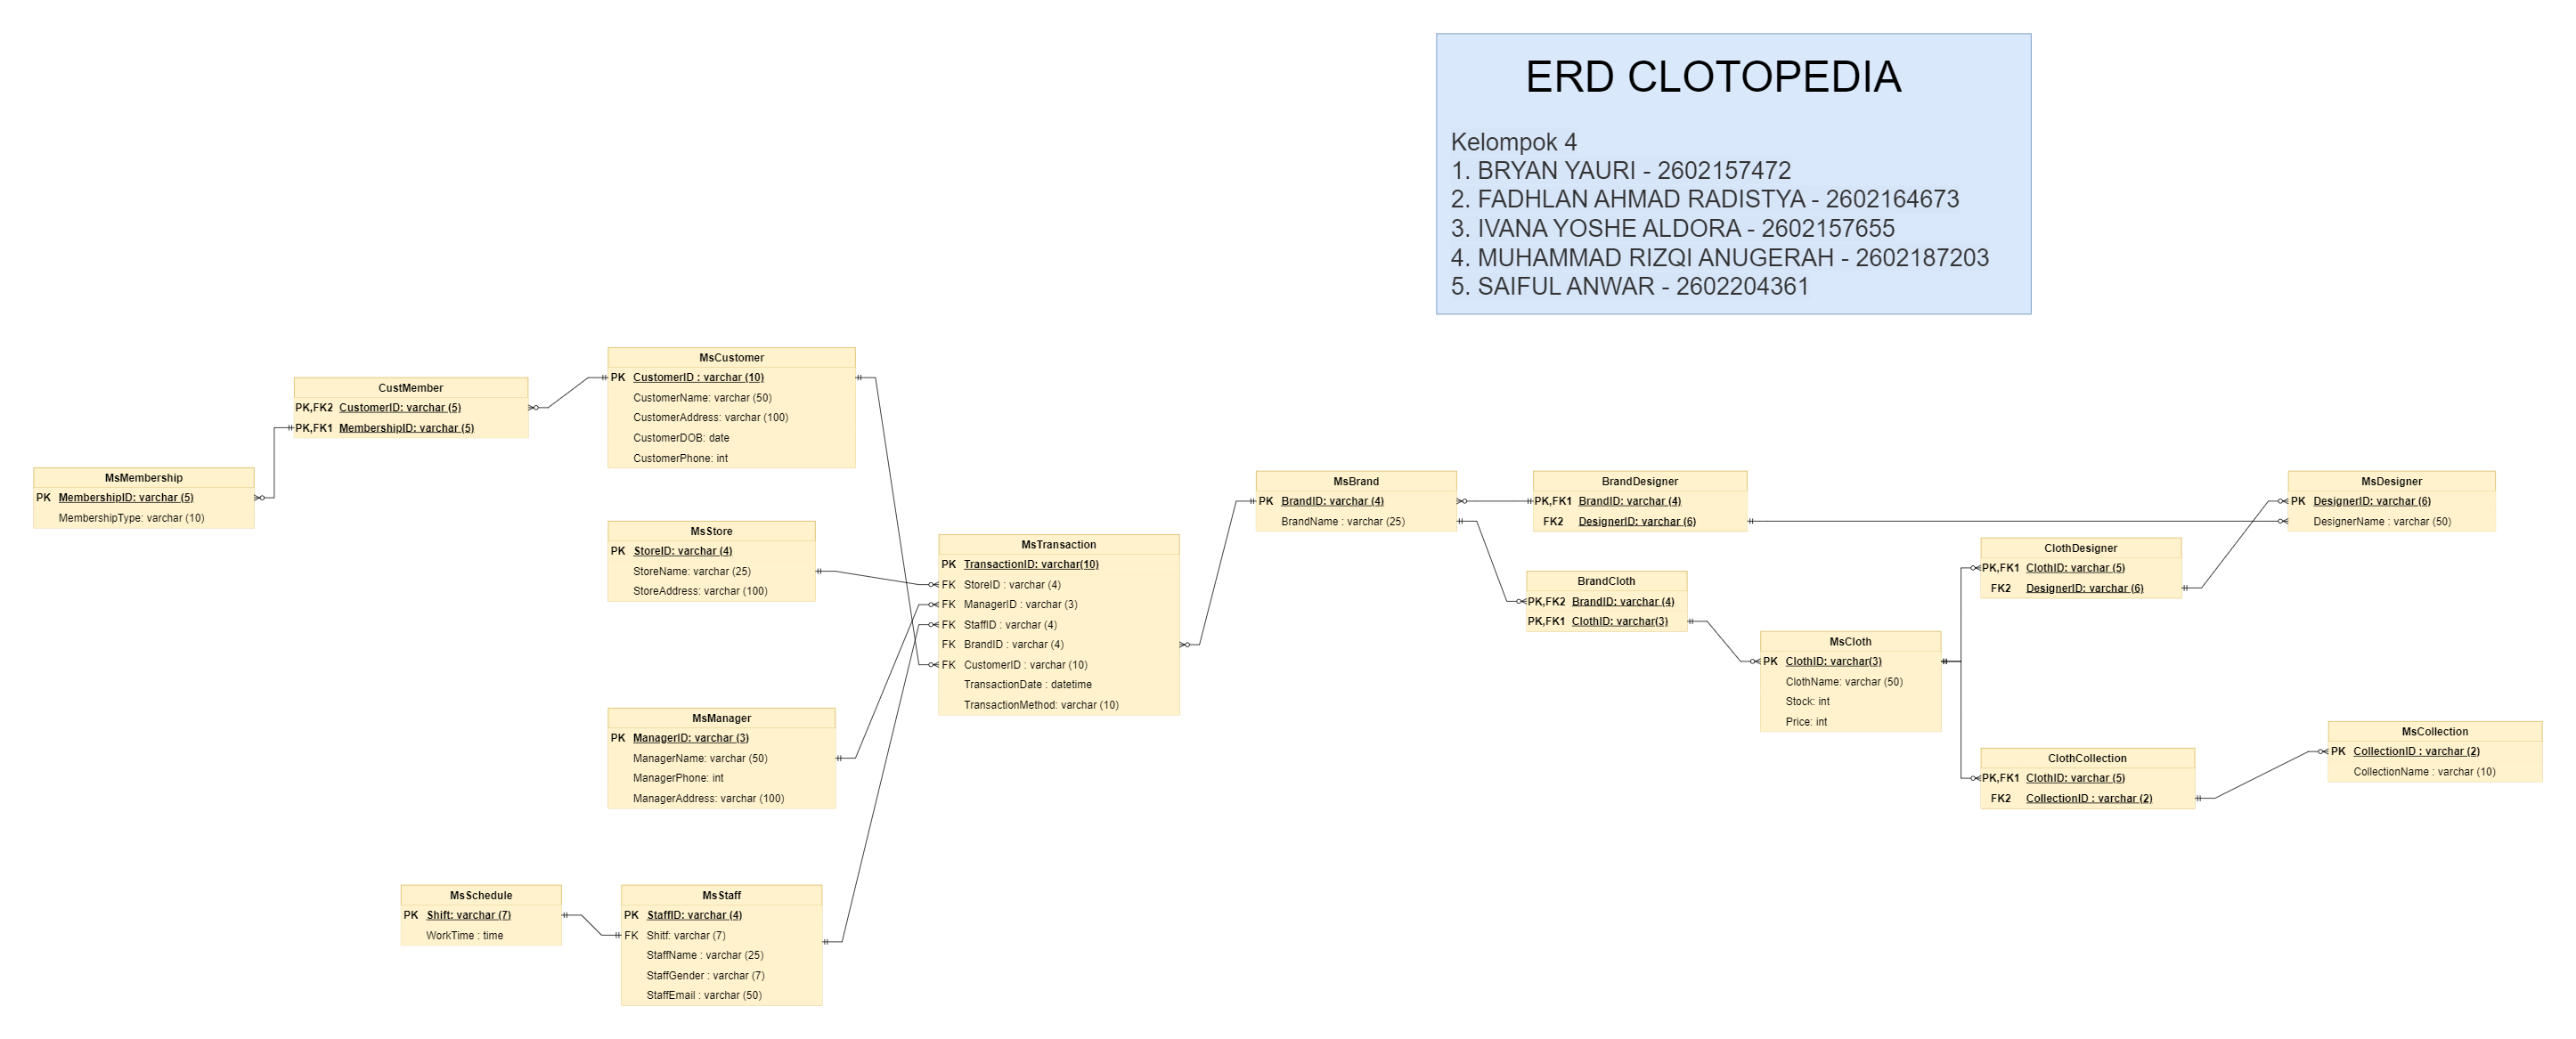 ERD CLOTOPEDIA
Kelompok 4
1. BRYAN YAURI - 2602157472
2. FADHLAN AHMAD RADISTYA - 2602164673
3. IVANA YOSHE ALDORA - 2602157655
4. MUHAMMAD RIZQI ANUGERAH - 2602187203
5. SAIFUL ANWAR - 2602204361
MsMembership
PK MembershipID: varchar (5)
MembershipType: varchar (10)
CustMember
PK,FK2 CustomerID: varchar (5)
PK,FK1 MembershipID: varchar (5)
MsCustomer
PK CustomerID : varchar (10)
CustomerName: varchar (50)
CustomerAddress: varchar (100)
CustomerDOB: date
CustomerPhone: int
MsStore
PK StoreID: varchar (4)
StoreName: varchar (25)
StoreAddress: varchar (100)
MsManager
PK ManagerID: varchar (3)
ManagerName: varchar (50)
ManagerPhone: int
ManagerAddress: varchar (100)
MsSchedule
PK Shift: varchar (7)
WorkTime : time
MsStaff
PK StaffID: varchar (4)
FK Shitf: varchar (7)
StaffName : varchar (25)
StaffGender : varchar (7)
StaffEmail : varchar (50)
MsTransaction
PK TransactionID: varchar(10)
FK StoreID : varchar (4)
FK ManagerID : varchar (3)
FK StaffID : varchar (4)
FK BrandID : varchar (4)
FK CustomerID : varchar (10)
TransactionDate : datetime
TransactionMethod: varchar (10)
MsBrand
PK BrandID: varchar (4)
BrandName : varchar (25)
BrandDesigner
PK,FK1 BrandID: varchar (4)
FK2 DesignerID: varchar (6)
BrandCloth
PK,FK2 BrandID: varchar (4)
PK,FK1 ClothID: varchar(3)
MsCloth
PK ClothID: varchar(3)
ClothName: varchar (50)
Stock: int
Price: int
ClothDesigner
PK,FK1 ClothID: varchar (5)
FK2 DesignerID: varchar (6)
ClothCollection
PK,FK1 ClothID: varchar (5)
FK2 CollectionID : varchar (2)
MsDesigner
PK DesignerID: varchar (6)
DesignerName : varchar (50)
MsCollection
PK CollectionID : varchar (2)
CollectionName : varchar (10)